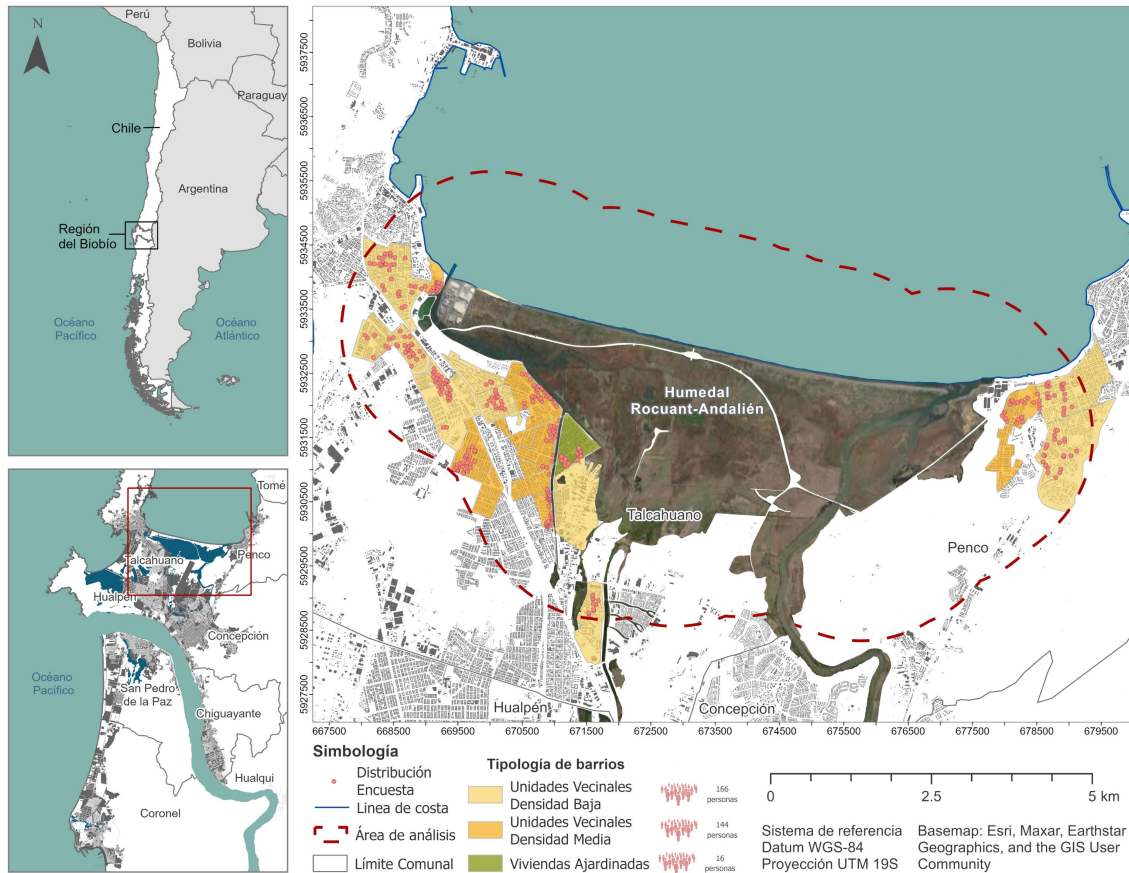 N
Perú
Bolivia
Paraguay
Chile
Argentina
Región
del Biobío
Océano
Pacífico
Océano
Atlántico
Tomé
Talcahuano
Penco
Hualpén
Concepción
Océano
Pacífico
San Pedro
de la Paz
Chiguayante
Hualqui
Coronel
5937500
5936500
5935500
5934500
5933500
5932500
5931500
5930500
5929500
5928500
5927500
Humedal
Rocuant-Andalién
Talcahuano
Penco
Hualpén
Concepción
667500
668500
669500
670500
671500
672500
673500
674500
675500
676500
677500
678500
679500
Simbología
Distribución
Encuesta
Linea de costa
Área de análisis
Límite Comunal
Tipología de barrios
Unidades Vecinales
Densidad Baja
166
personas
Unidades Vecinales
Densidad Media
144
personas
Viviendas Ajardinadas
16
personas
0
2.5
5 km
Sistema de referencia
Datum WGS-84
Proyección UTM 19S
Basemap: Esri, Maxar, Earthstar
Geographics, and the GIS User
Community